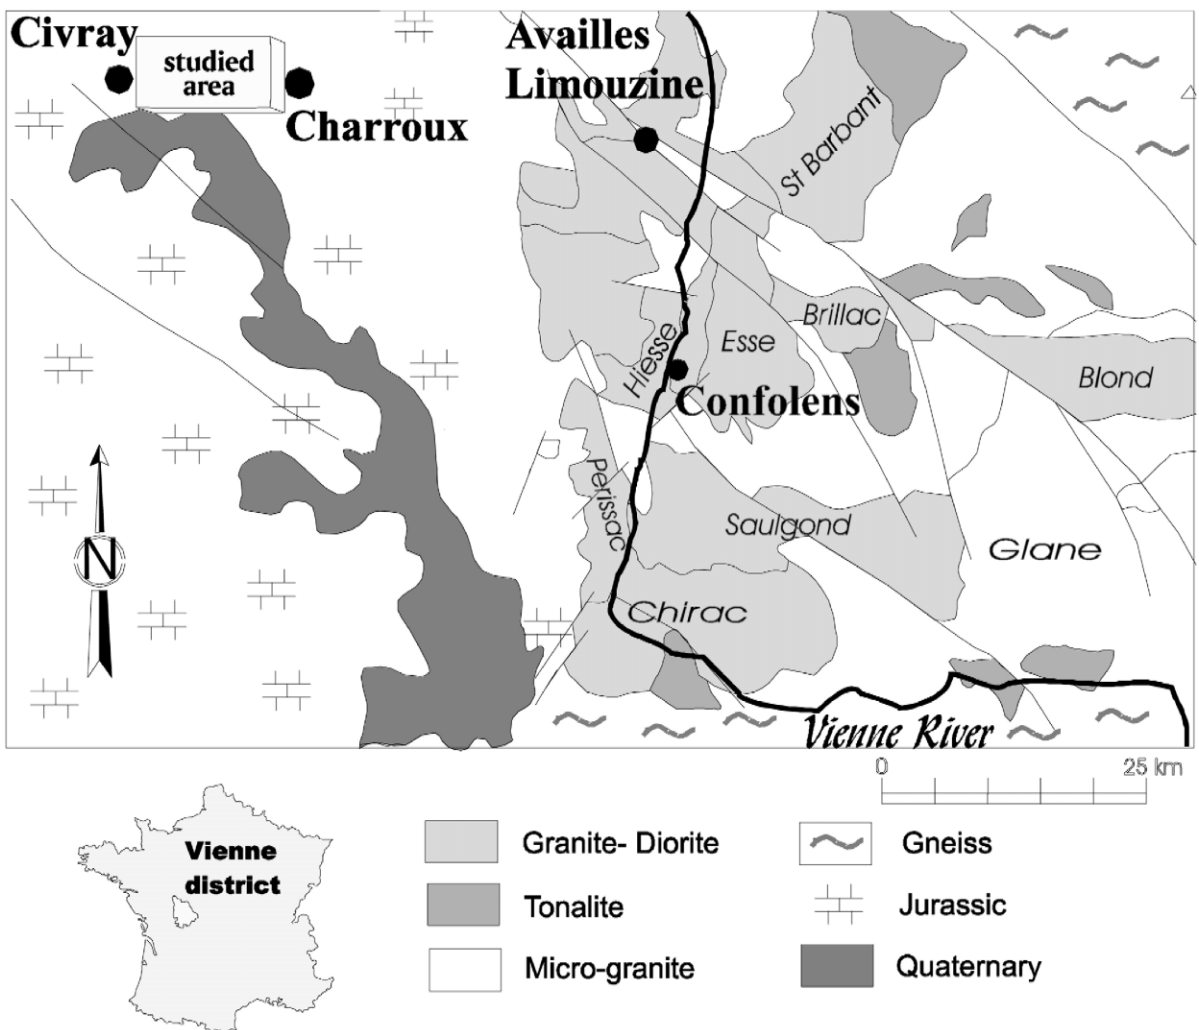 Civray
studied
area
Charroux
Availles
Limouzine
St Barbant
Brillac
Esse
Hiesse
Blond
Confolens
Perissac
Saulgond
Glane
N
Chirac
Vienne River
0 25 km
Vienne
district
Granite- Diorite
Gneiss
Tonalite
Jurassic
Micro-granite
Quaternary